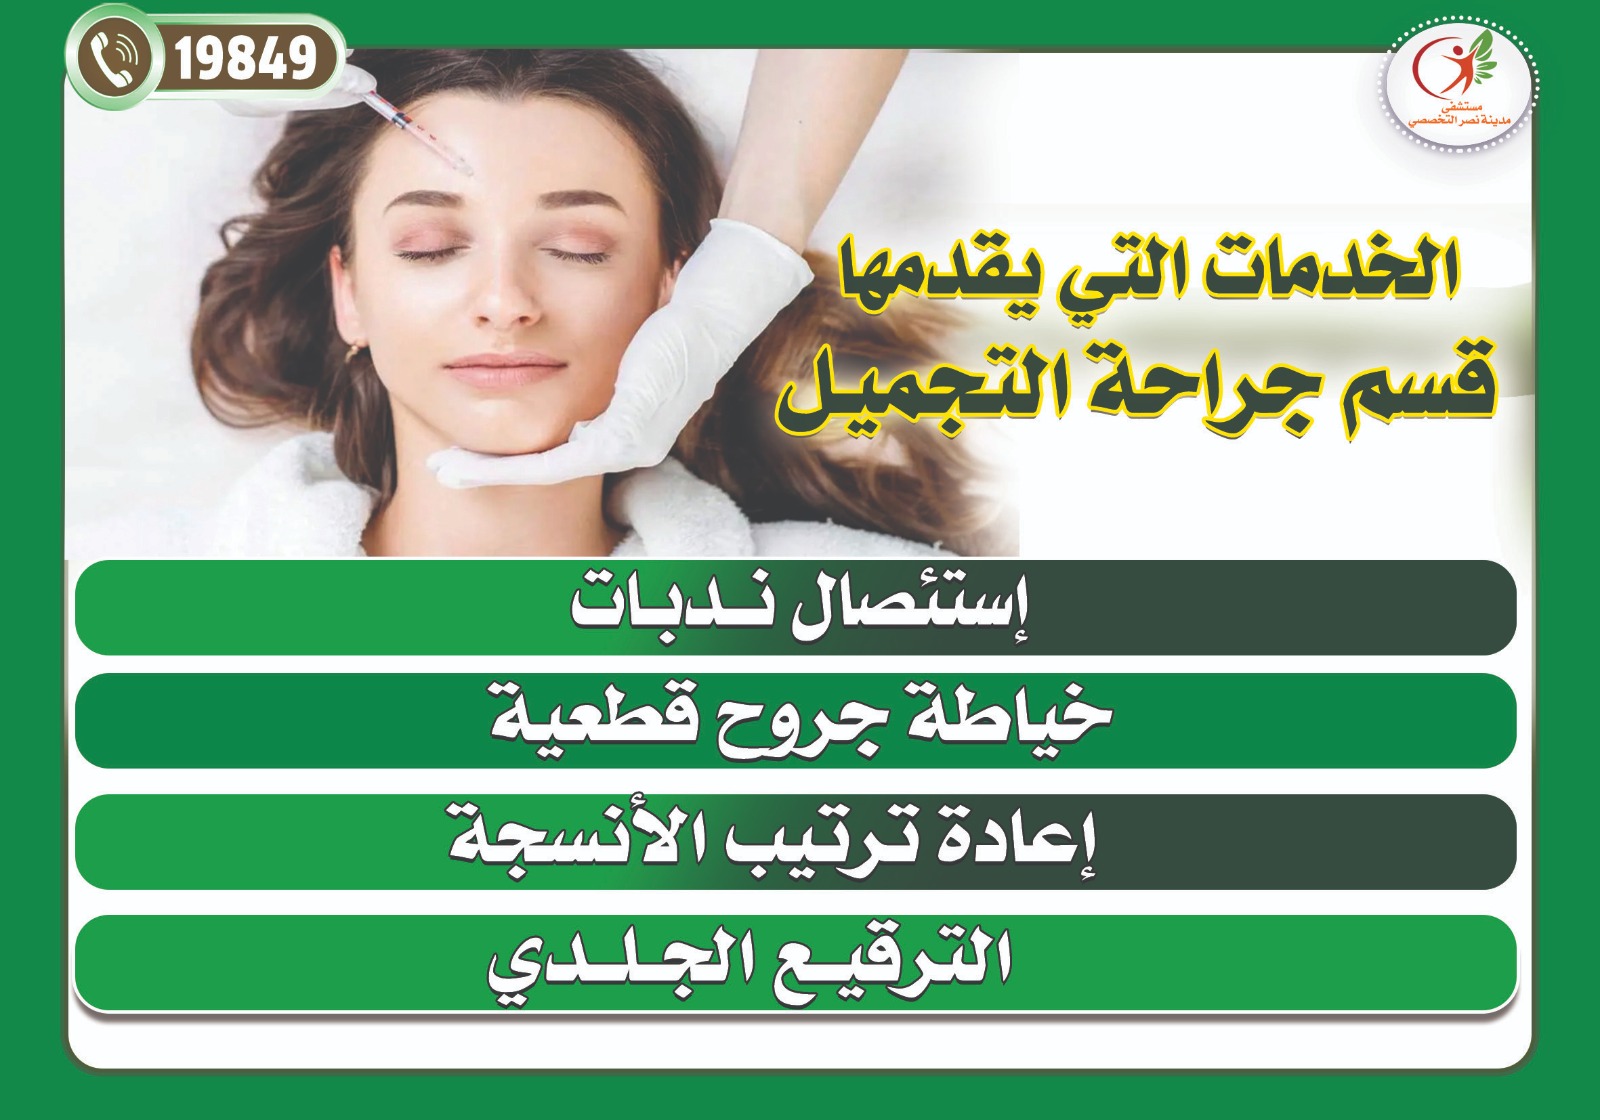 19849
مستشفى
مدينة نصر التخصصي
الخدمات التي يقدمها
قسم جراحة التجميل
إستئصال ندبات
خياطة جروح قطعية
إعادة ترتيب الأنسجة
الترقيع الجلدي